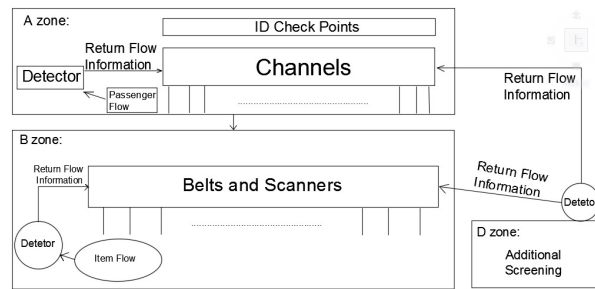 A zone:
ID Check Points
Return Flow
Information
Channels
Detector
Passenger
Flow
Return Flow
Information
B zone:
Return Flow
Information
Belts and Scanners
Return Flow
Information
Detetor
Item Flow
Detetor
D zone:
Additional
Screening